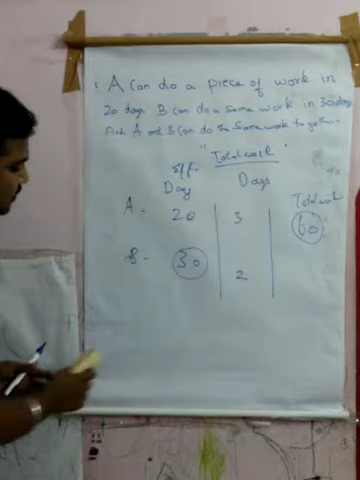 1. A can do a piece of work in
20 days B can do a same work in 30 days
A and B can do the same work together.
"Total work"
Eff.
Day Days Total work
A - 20 3 60
B - 30 2